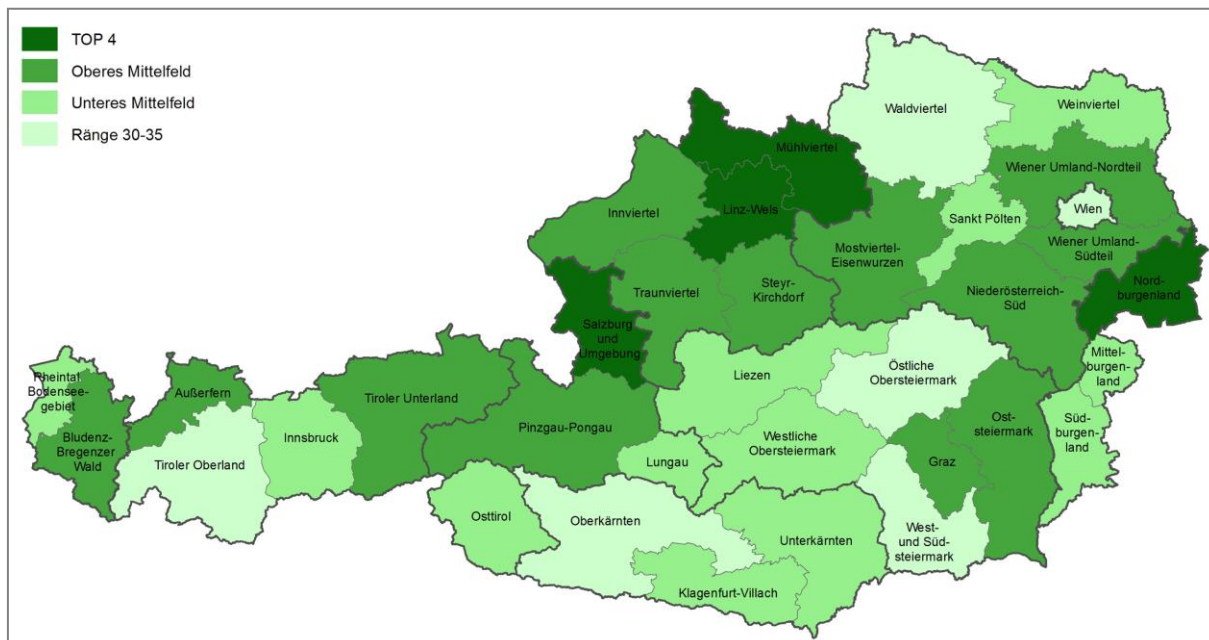 TOP 4
Oberes Mittelfeld
Unteres Mittelfeld
Ränge 30-35
Waldviertel
Weinviertel
Mühlviertel
Wiener Umland-Nordteil
Innviertel
Linz-Wels
Sankt Pölten
Wien
Mostviertel-
Eisenwurzen
Wiener Umland-
Südteil
Traunviertel
Steyr-
Kirchdorf
Niederösterreich-
Süd
Nord-
burgenland
Salzburg
und
Umgebung
Mittel-
burgen-
land
Östliche
Obersteiermark
Liezen
Rheintal-
Bodensee-
gebiet
Außerfern
Tiroler Unterland
Bludenz-
Bregenzer
Wald
Tiroler Oberland
Innsbruck
Pinzgau-Pongau
Westliche
Obersteiermark
Ost-
steiermark
Süd-
burgen-
land
Lungau
Graz
Osttirol
Oberkärnten
Unterkärnten
West-
und Süd-
steiermark
Klagenfurt-Villach